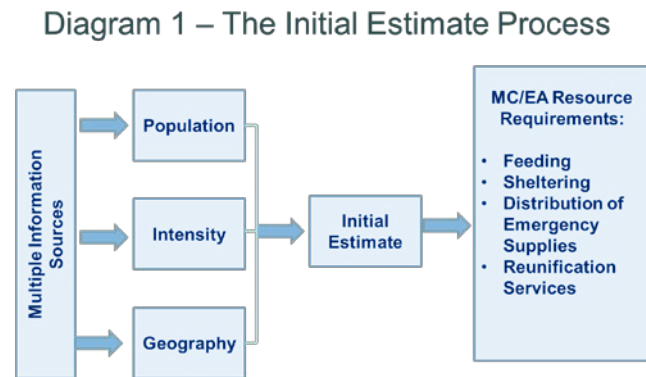 Diagram 1 – The Initial Estimate Process
Multiple Information
Sources
Population
Intensity
Geography
Initial
Estimate
MC/EA Resource
Requirements:
• Feeding
• Sheltering
• Distribution of
Emergency
Supplies
• Reunification
Services